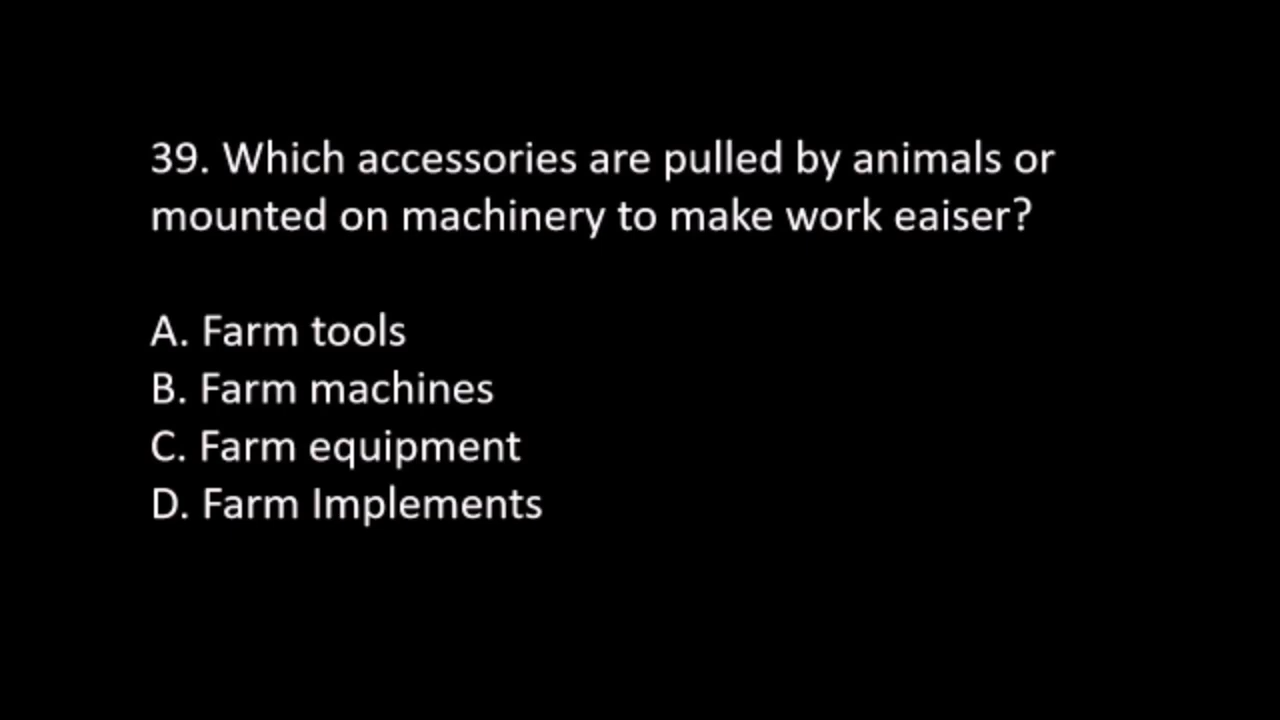 39. Which accessories are pulled by animals or
mounted on machinery to make work eaiser?
A. Farm tools
B. Farm machines
C. Farm equipment
D. Farm Implements